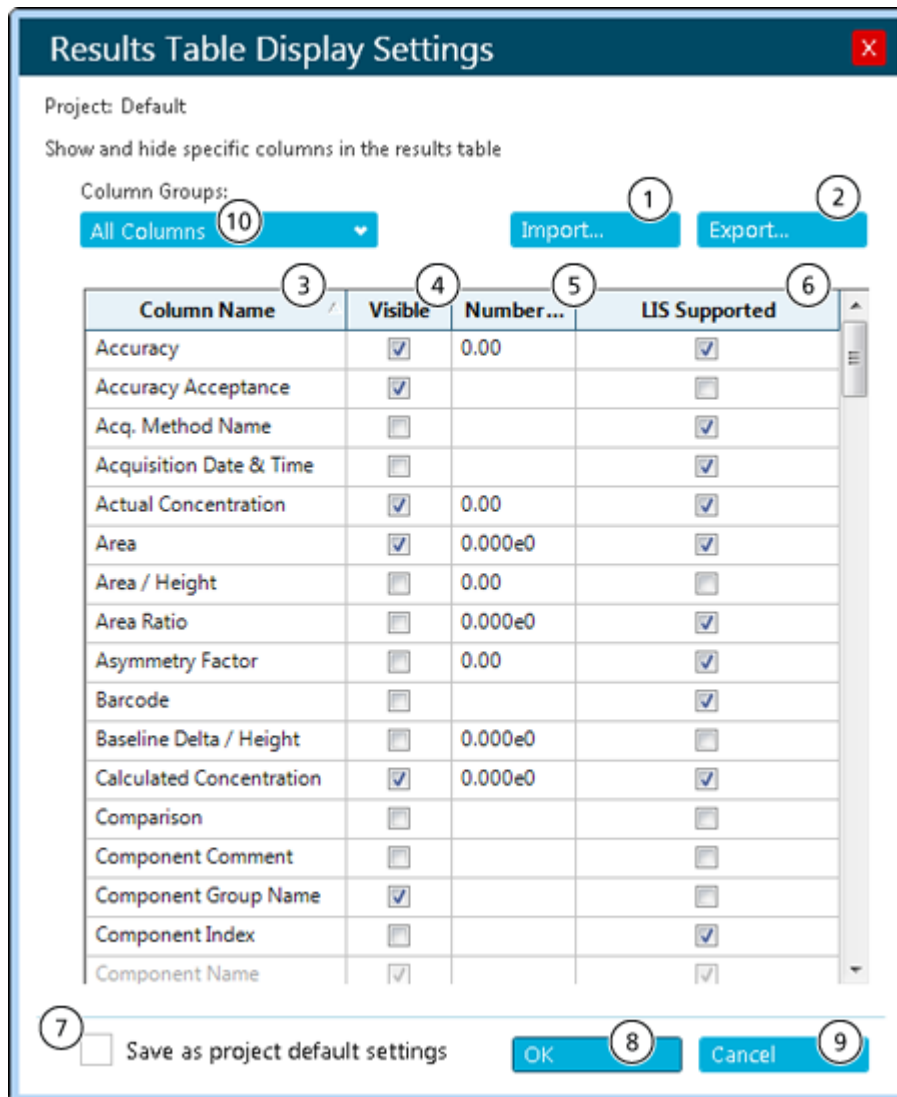 Results Table Display Settings
X
Project: Default
Show and hide specific columns in the results table
Column Groups:
10
1
2
All Columns
Import...
Export...
3
4
5
6
Column Name Visible Number... LIS Supported
Accuracy 0.00
Accuracy Acceptance
Acq. Method Name
Acquisition Date & Time
Actual Concentration 0.00
Area 0.000e0
Area / Height 0.00
Area Ratio 0.000e0
Asymmetry Factor 0.00
Barcode
Baseline Delta / Height 0.000e0
Calculated Concentration 0.000e0
Comparison
Component Comment
Component Group Name
Component Index
Component Name
7
Save as project default settings
OK
8
Cancel
9